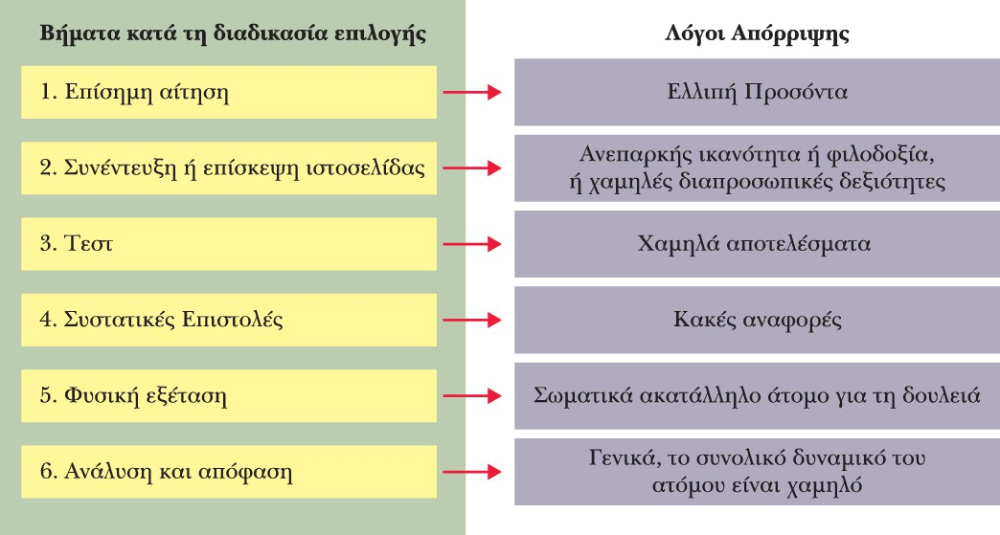 Βήματα κατά τη διαδικασία επιλογής
Λόγοι Απόρριψης
1. Επίσημη αίτηση
Ελλιπή Προσόντα
2. Συνέντευξη ή επίσκεψη ιστοσελίδας
Ανεπαρκής ικανότητα ή φιλοδοξία,
ή χαμηλές διαπροσωπικές δεξιότητες
3. Τεστ
Χαμηλά αποτελέσματα
4. Συστατικές Επιστολές
Κακές αναφορές
5. Φυσική εξέταση
Σωματικά ακατάλληλο άτομο για τη δουλειά
6. Ανάλυση και απόφαση
Γενικά, το συνολικό δυναμικό του
ατόμου είναι χαμηλό